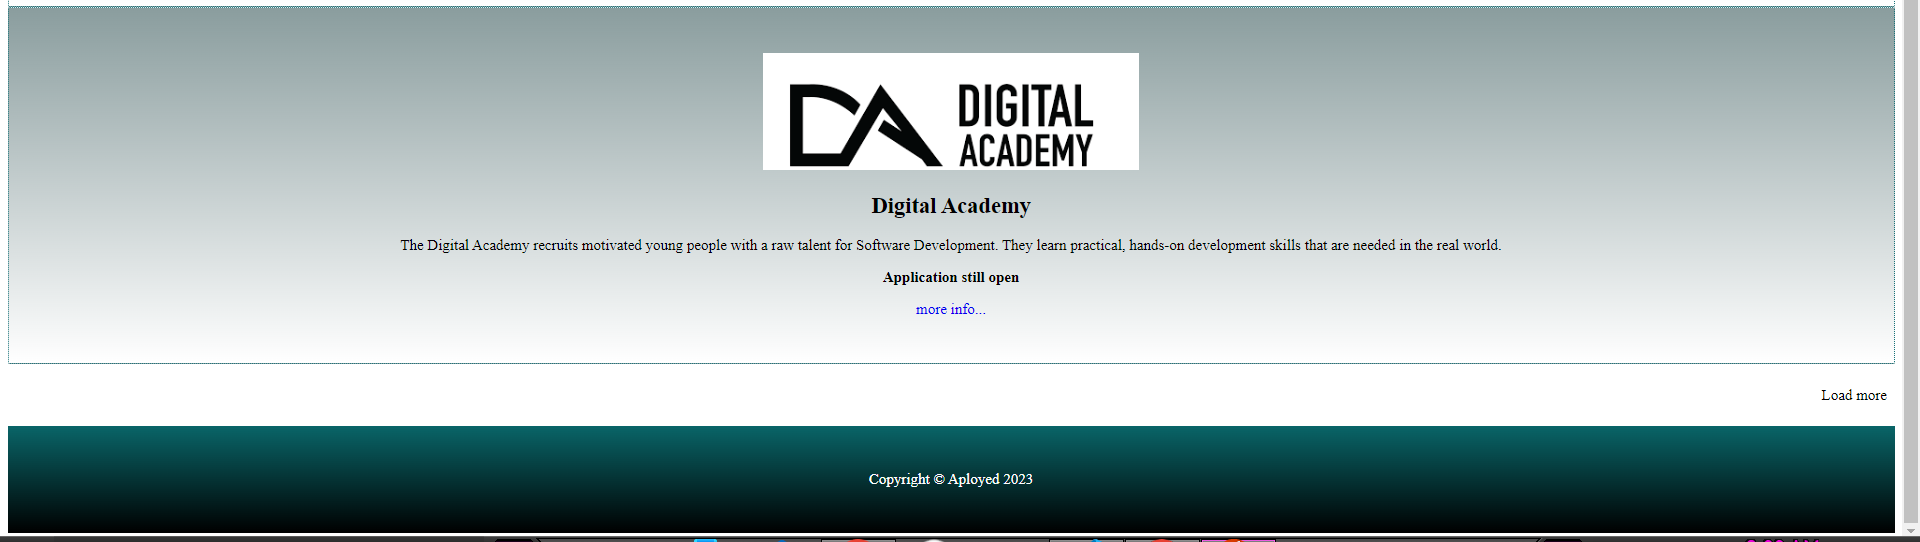 DIGITAL
ACADEMY
Digital Academy
The Digital Academy recruits motivated young people with a raw talent for Software Development. They learn practical, hands-on development skills that are needed in the real world.
Application still open
more info...
Load more
Copyright © Aployed 2023